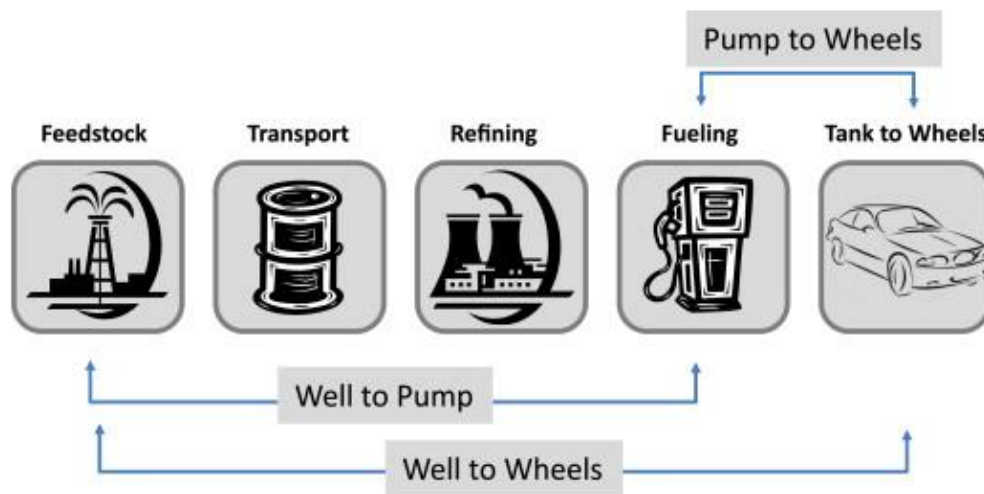 Pump to Wheels
Feedstock
Transport
Refining
Fueling
Tank to Wheels
Well to Pump
Well to Wheels